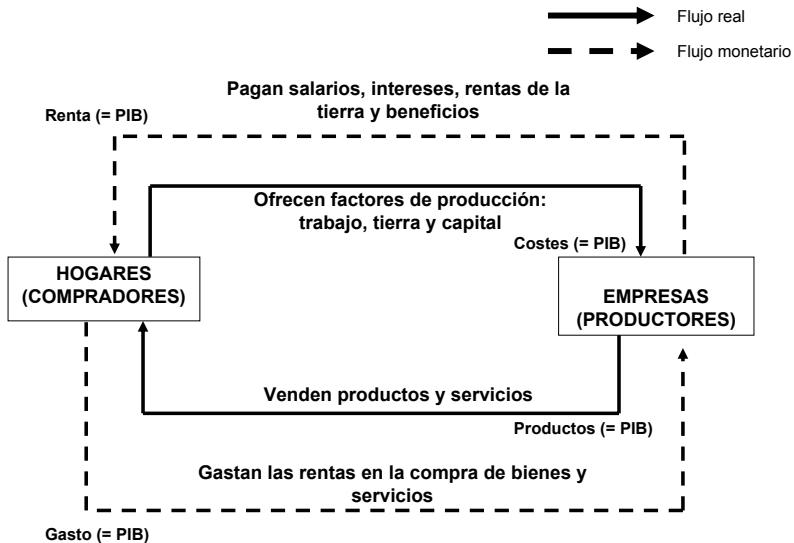 Flujo real
Flujo monetario
Pagan salarios, intereses, rentas de la
tierra y beneficios
Renta (= PIB)
Ofrecen factores de producción:
trabajo, tierra y capital
Costes (= PIB)
HOGARES
(COMPRADORES)
EMPRESAS
(PRODUCTORES)
Venden productos y servicios
Productos (= PIB)
Gastan las rentas en la compra de bienes y
servicios
Gasto (= PIB)